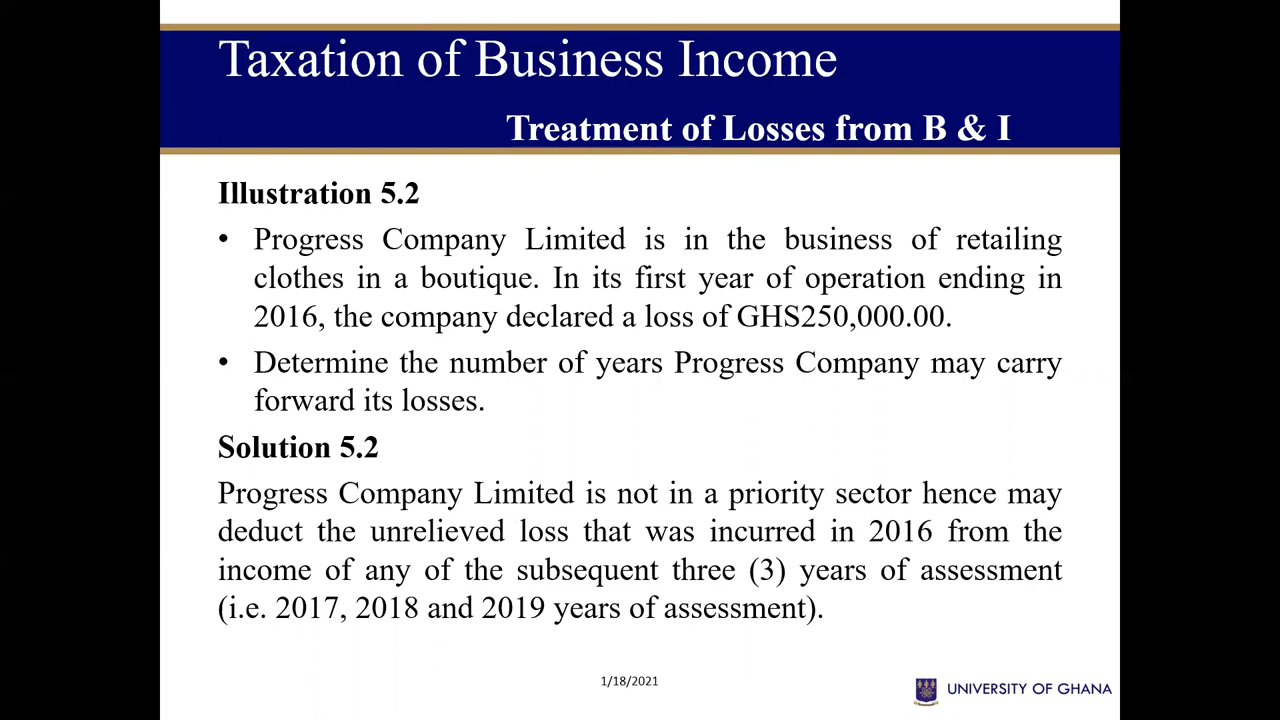 Taxation of Business Income
Treatment of Losses from B & I
Illustration 5.2
• Progress Company Limited is in the business of retailing
clothes in a boutique. In its first year of operation ending in
2016, the company declared a loss of GHS250,000.00.
• Determine the number of years Progress Company may carry
forward its losses.
Solution 5.2
Progress Company Limited is not in a priority sector hence may
deduct the unrelieved loss that was incurred in 2016 from the
income of any of the subsequent three (3) years of assessment
(i.e. 2017, 2018 and 2019 years of assessment).
1/18/2021
UNIVERSITY OF GHANA